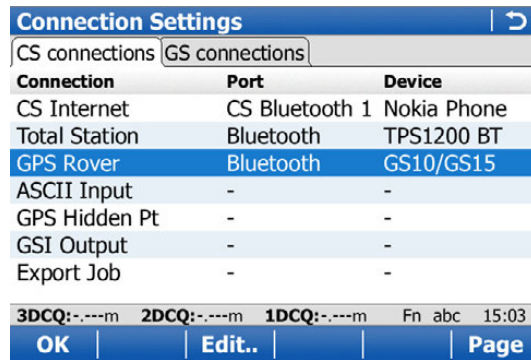 Connection Settings
CS connections GS connections
Connection Port Device
CS Internet CS Bluetooth 1 Nokia Phone
Total Station Bluetooth TPS1200 BT
GPS Rover Bluetooth GS10/GS15
ASCII Input - -
GPS Hidden Pt - -
GSI Output - -
Export Job - -
3DCQ:-.---m 2DCQ:-.---m 1DCQ:-.---m Fn abc 15:03
OK Edit.. Page